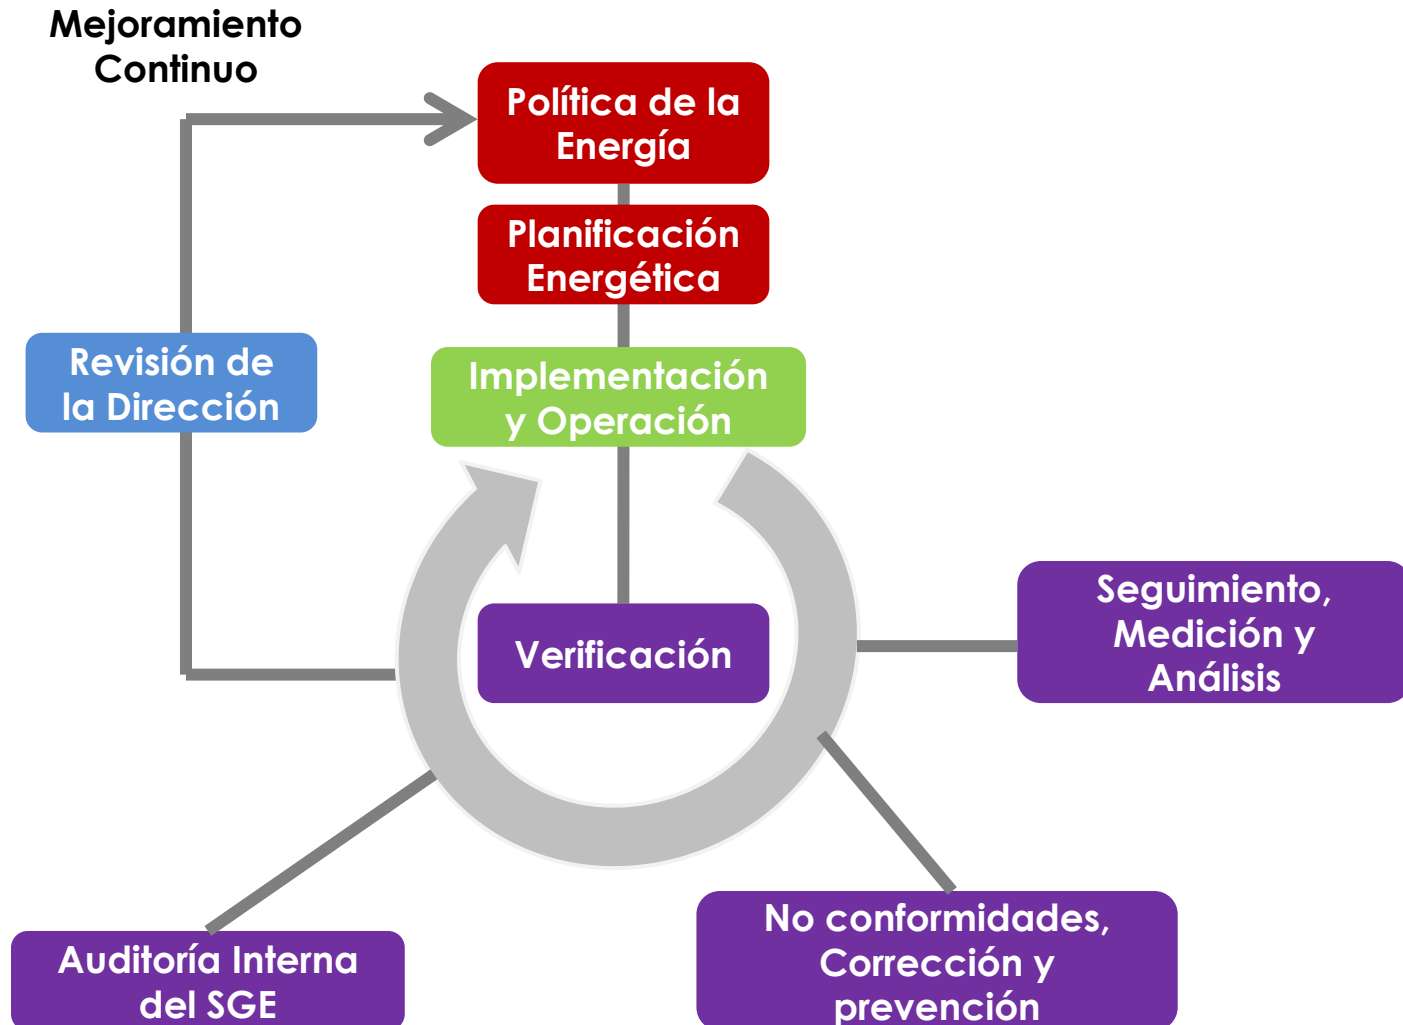 Mejoramiento
Continuo
Política de la
Energía
Planificación
Energética
Revisión de
la Dirección
Implementación
y Operación
Verificación
Seguimiento,
Medición y
Análisis
No conformidades,
Corrección y
prevención
Auditoría Interna
del SGE